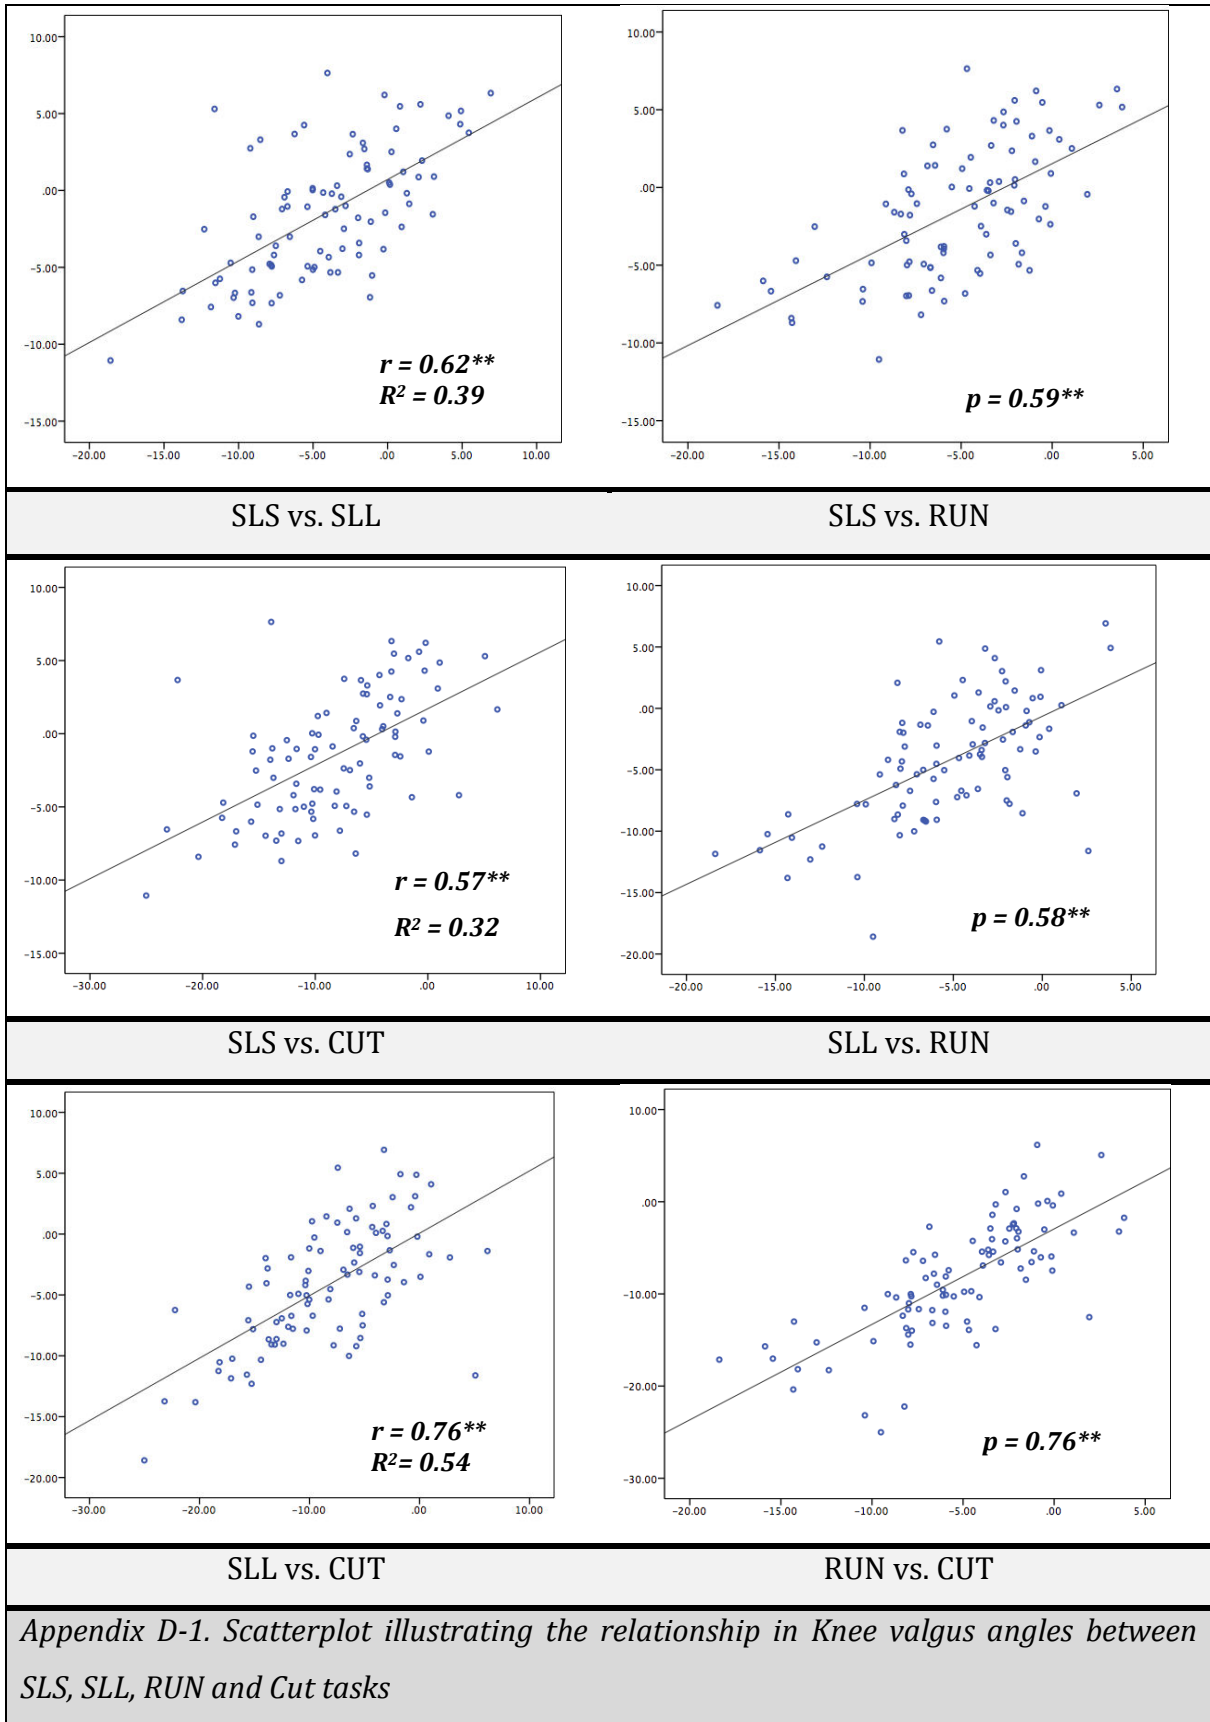 10.00
5.00
.00
-5.00
-10.00
-15.00
-20.00 -15.00 -10.00 -5.00 .00 5.00 10.00
r = 0.62**
R² = 0.39
10.00
5.00
.00
-5.00
-10.00
-15.00
-20.00 -15.00 -10.00 -5.00 .00 5.00
p = 0.59**
SLS vs. SLL
SLS vs. RUN
10.00
5.00
.00
-5.00
-10.00
-15.00
-30.00 -20.00 -10.00 .00 10.00
r = 0.57**
R² = 0.32
10.00
5.00
.00
-5.00
-10.00
-15.00
-20.00
-20.00 -15.00 -10.00 -5.00 .00 5.00
p = 0.58**
SLS vs. CUT
SLL vs. RUN
10.00
5.00
.00
-5.00
-10.00
-15.00
-20.00
-30.00 -20.00 -10.00 .00 10.00
r = 0.76**
R²= 0.54
10.00
.00
-10.00
-20.00
-30.00
-20.00 -15.00 -10.00 -5.00 .00 5.00
p = 0.76**
SLL vs. CUT
RUN vs. CUT
Appendix D-1. Scatterplot illustrating the relationship in Knee valgus angles between
SLS, SLL, RUN and Cut tasks